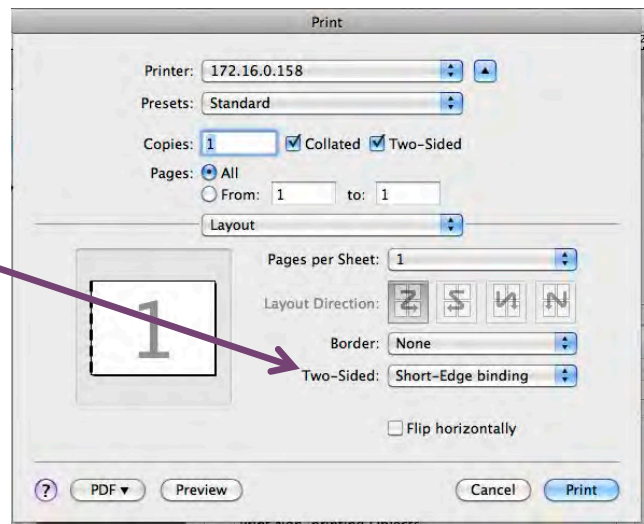 Print
Printer: 172.16.0.158
Presets: Standard
Copies: 1 Collated Two-Sided
Pages: All
From: 1 to: 1
Layout
Pages per Sheet: 1
Layout Direction:
Border: None
Two-Sided: Short-Edge binding
Flip horizontally
1
? PDF Preview Cancel Print